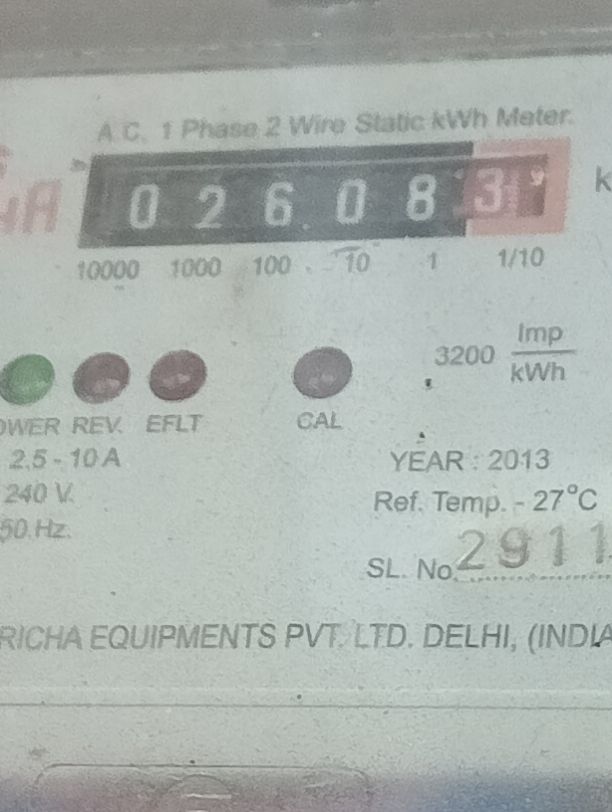 A.C. 1 Phase 2 Wire Static kWh Meter.
0 2 6 0 8 3 k
10000 1000 100 10 1 1/10
3200 Imp/kWh
OWER REV. EFLT CAL
2.5 - 10 A
YEAR : 2013
240 V.
Ref. Temp. - 27°C
50 Hz.
SL. No. 2911
RICHA EQUIPMENTS PVT. LTD. DELHI, (INDIA